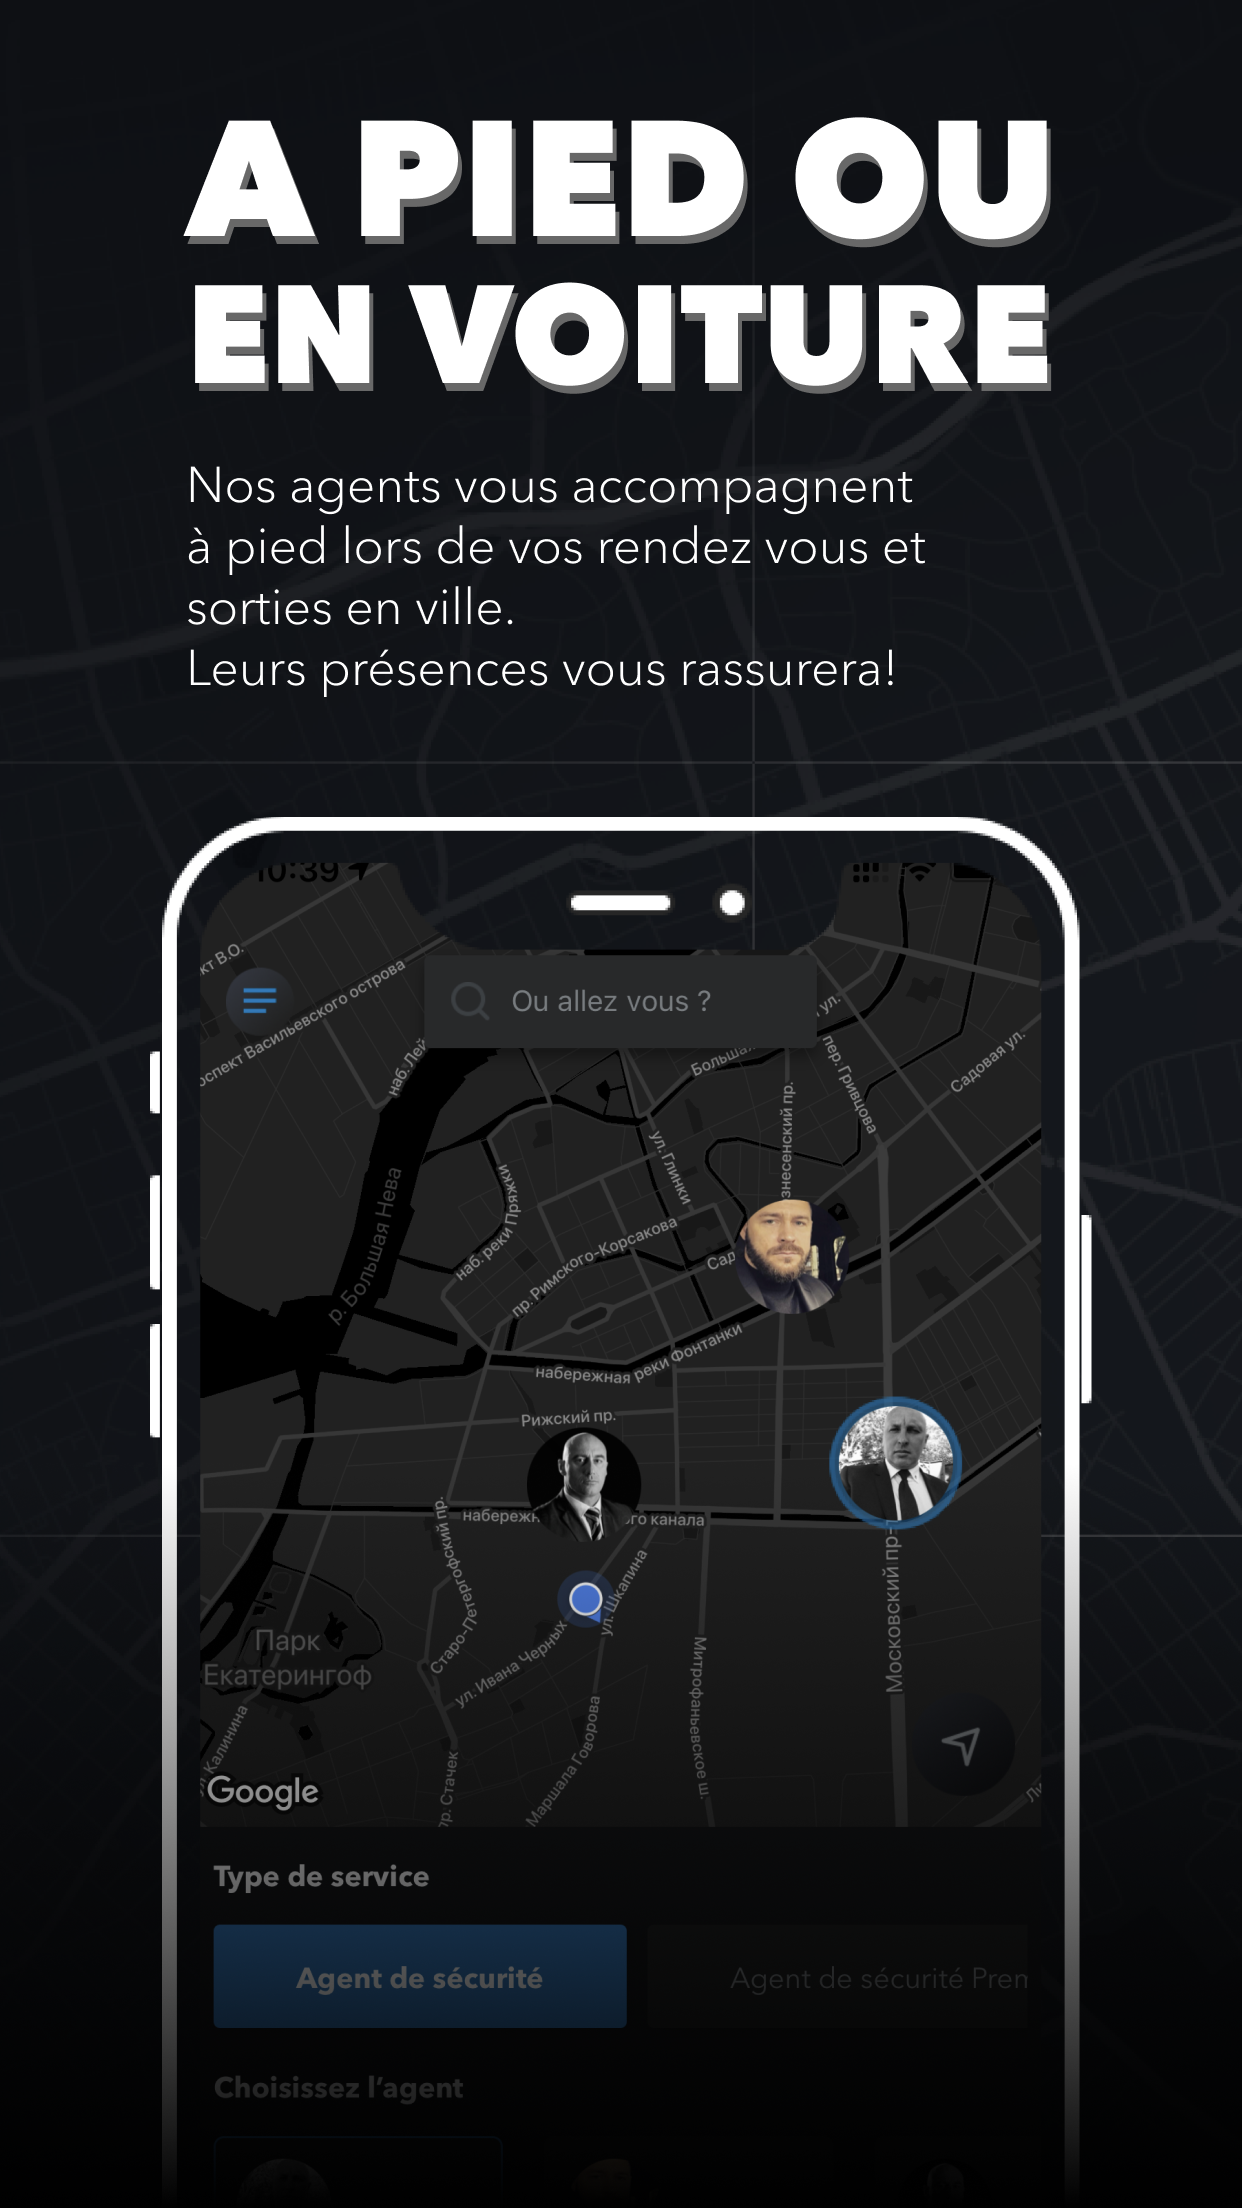 A PIED OU
EN VOITURE
Nos agents vous accompagnent
à pied lors de vos rendez vous et
sorties en ville.
Leurs présences vous rassurera!
10:39
Ou allez vous ?
кт В.О.
оспект Васильевского острова
наб. Лей
Большая
ул.
пер. Гривцова
Садовая ул.
знесенский пр.
ул. Глинки
наб. реки Пряжки
р. Большая Нева
пр. Римского-Корсакова
Сад
набережная реки Фонтанки
Рижский пр.
набережн
ого канала
Старо-Петергофский пр.
ул. Шкапина
ул. Ивана Черных
Московский пр-
Митрофаньевское ш.
Парк
Екатерингоф
ул. Калинина
пр. Стачек
Маршала Говорова
Google
Type de service
Agent de sécurité
Agent de sécurité Prem
Choisissez l’agent